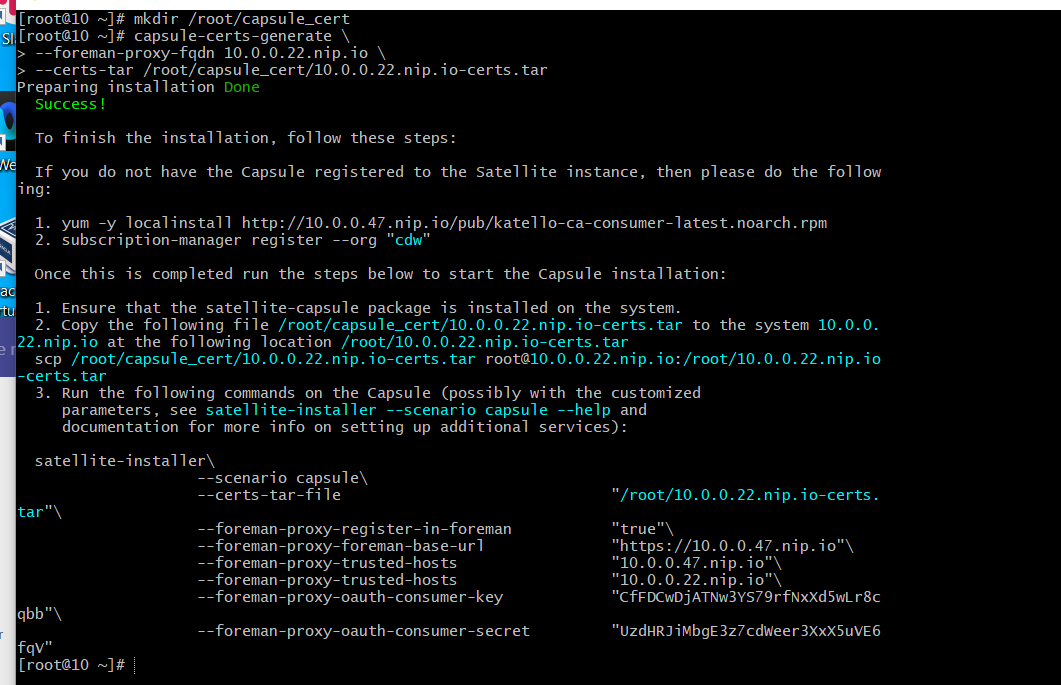 [root@10 ~]# mkdir /root/capsule_cert
[root@10 ~]# capsule-certs-generate \
> --foreman-proxy-fqdn 10.0.0.22.nip.io \
> --certs-tar /root/capsule_cert/10.0.0.22.nip.io-certs.tar
Preparing installation Done
  Success!

  To finish the installation, follow these steps:

  If you do not have the Capsule registered to the Satellite instance, then please do the follow
ing:

  1. yum -y localinstall http://10.0.0.47.nip.io/pub/katello-ca-consumer-latest.noarch.rpm
  2. subscription-manager register --org "cdw"

  Once this is completed run the steps below to start the Capsule installation:

  1. Ensure that the satellite-capsule package is installed on the system.
  2. Copy the following file /root/capsule_cert/10.0.0.22.nip.io-certs.tar to the system 10.0.0.
22.nip.io at the following location /root/10.0.0.22.nip.io-certs.tar
  scp /root/capsule_cert/10.0.0.22.nip.io-certs.tar root@10.0.0.22.nip.io:/root/10.0.0.22.nip.io
-certs.tar
  3. Run the following commands on the Capsule (possibly with the customized
     parameters, see satellite-installer --scenario capsule --help and
     documentation for more info on setting up additional services):

  satellite-installer\
                    --scenario capsule\
                    --certs-tar-file                              "/root/10.0.0.22.nip.io-certs.
tar"\
                    --foreman-proxy-register-in-foreman           "true"\
                    --foreman-proxy-foreman-base-url              "https://10.0.0.47.nip.io"\
                    --foreman-proxy-trusted-hosts                 "10.0.0.47.nip.io"\
                    --foreman-proxy-trusted-hosts                 "10.0.0.22.nip.io"\
                    --foreman-proxy-oauth-consumer-key            "CfFDCwDjATNw3YS79rfNxXd5wLr8c
qbb"\
                    --foreman-proxy-oauth-consumer-secret         "UzdHRJiMbgE3z7cdWeer3XxX5uVE6
fqV"
[root@10 ~]#